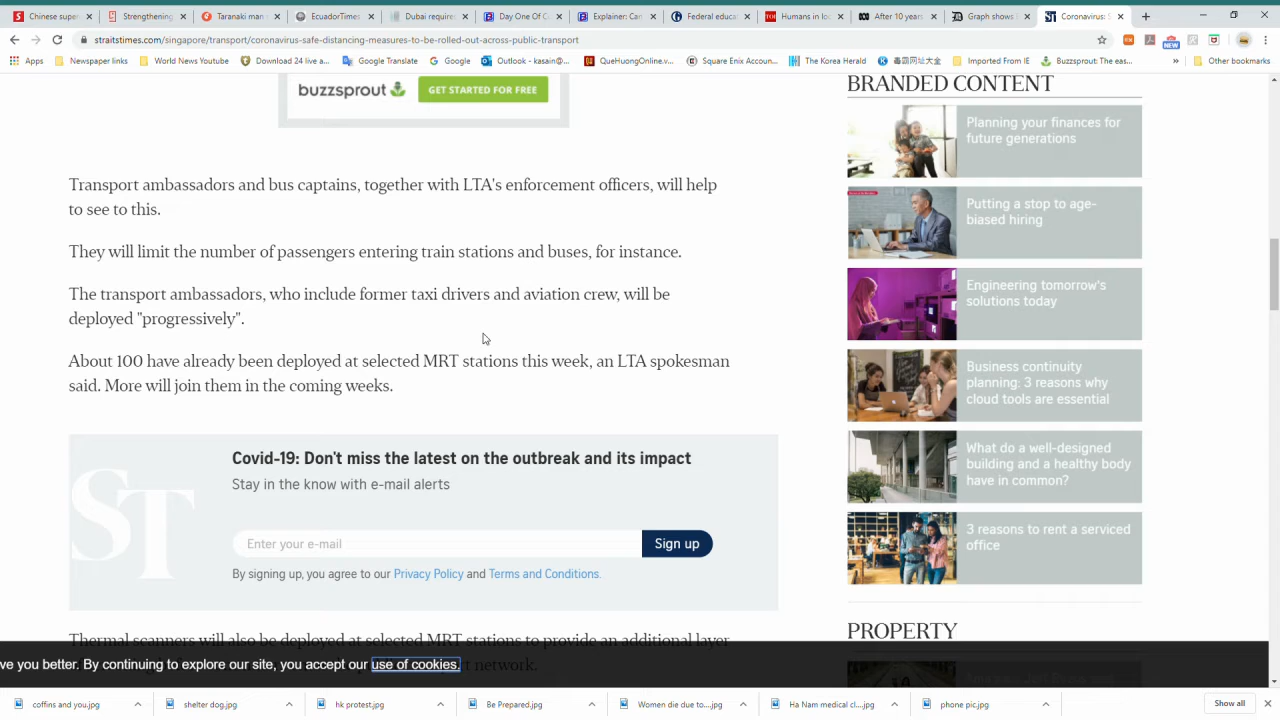 Chinese super
Strengthening
Taranaki man
EcuadorTimes
Dubai require
Day One Of C
Explainer: Can
Federal educa
Humans in lo
After 10 years
Graph shows
Coronavirus: S
straitstimes.com/singapore/transport/coronavirus-safe-distancing-measures-to-be-rolled-out-across-public-transport
NEW
Apps
Newspaper links
World News Youtube
Download 24 live a...
Google Translate
Google
Outlook - kasain@...
QueHuongOnline.v...
Square Enix Accou...
The Korea Herald
Imported From IE
Buzzsprout: The eas...
»
Other bookmarks
buzzsprout
GET STARTED FOR FREE
Transport ambassadors and bus captains, together with LTA's enforcement officers, will help
to see to this.
They will limit the number of passengers entering train stations and buses, for instance.
The transport ambassadors, who include former taxi drivers and aviation crew, will be
deployed "progressively".
About 100 have already been deployed at selected MRT stations this week, an LTA spokesman
said. More will join them in the coming weeks.
ST
Covid-19: Don't miss the latest on the outbreak and its impact
Stay in the know with e-mail alerts
Enter your e-mail
Sign up
By signing up, you agree to our Privacy Policy and Terms and Conditions.
Thermal scanners will also be deployed at selected MRT stations to provide an additional layer
network.
ve you better. By continuing to explore our site, you accept our use of cookies.
BRANDED CONTENT
Planning your finances for
future generations
Putting a stop to age-
biased hiring
Engineering tomorrow's
solutions today
Business continuity
planning: 3 reasons why
cloud tools are essential
What do a well-designed
building and a healthy body
have in common?
3 reasons to rent a serviced
office
PROPERTY
coffins and you.jpg
shelter dog.jpg
hk protest.jpg
Be Prepared.jpg
Women die due to....jpg
Ha Nam medical cl....jpg
phone pic.jpg
Show all